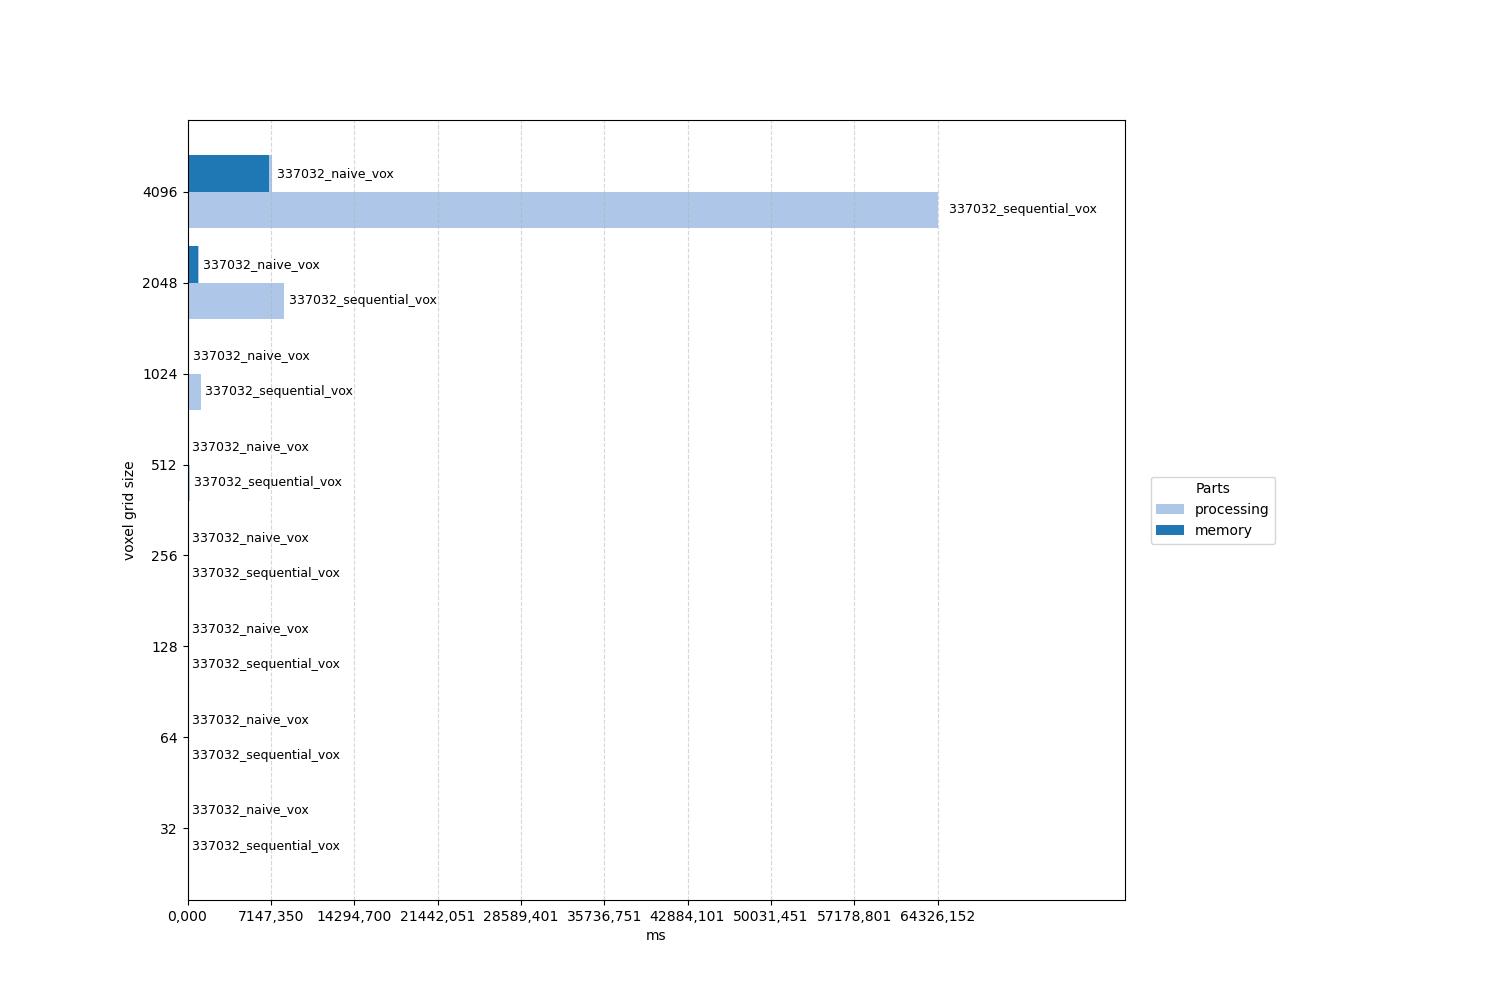 337032_naive_vox
4096
337032_sequential_vox
337032_naive_vox
2048
337032_sequential_vox
337032_naive_vox
1024
337032_sequential_vox
337032_naive_vox
512
337032_sequential_vox
voxel grid size
Parts
processing
memory
337032_naive_vox
256
337032_sequential_vox
337032_naive_vox
128
337032_sequential_vox
337032_naive_vox
64
337032_sequential_vox
337032_naive_vox
32
337032_sequential_vox
0,000 7147,350 14294,700 21442,051 28589,401 35736,751 42884,101 50031,451 57178,801 64326,152
ms